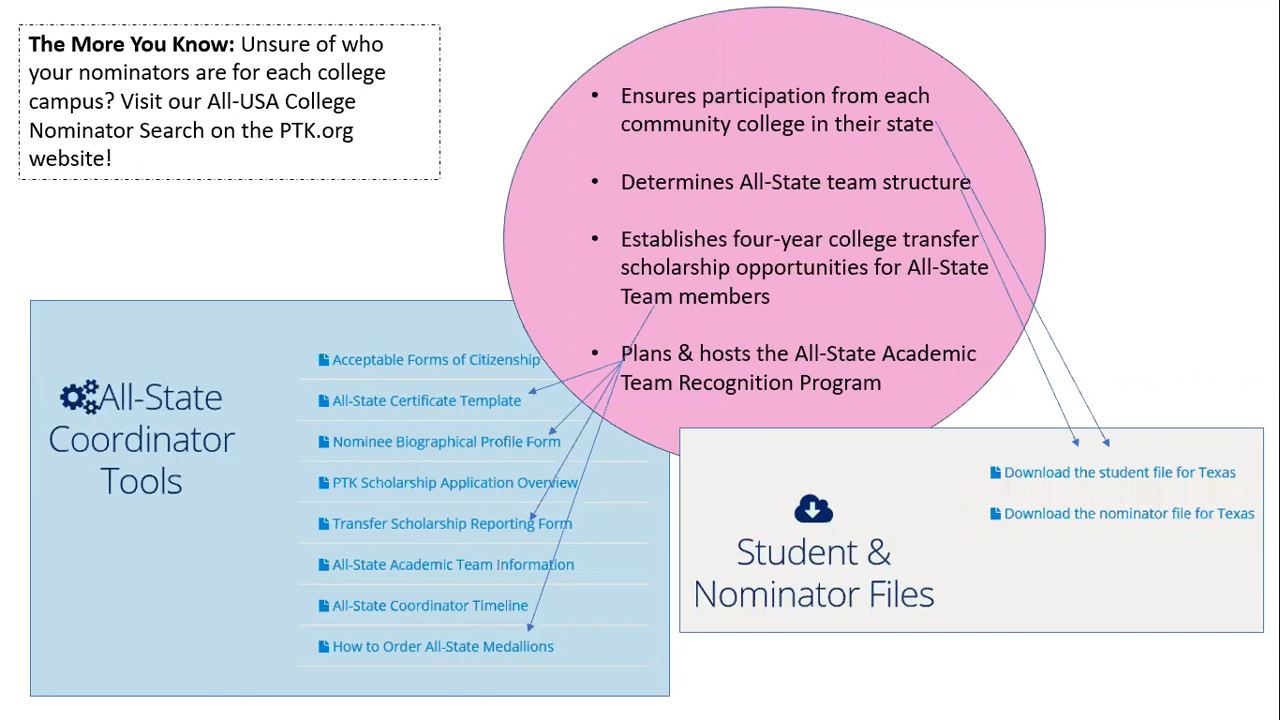 The More You Know: Unsure of who
your nominators are for each college
campus? Visit our All-USA College
Nominator Search on the PTK.org
website!
• Ensures participation from each
community college in their state
• Determines All-State team structure
• Establishes four-year college transfer
scholarship opportunities for All-State
Team members
• Plans & hosts the All-State Academic
Team Recognition Program
All-State
Coordinator
Tools
Acceptable Forms of Citizenship
All-State Certificate Template
Nominee Biographical Profile Form
PTK Scholarship Application Overview
Transfer Scholarship Reporting Form
All-State Academic Team Information
All-State Coordinator Timeline
How to Order All-State Medallions
Student &
Nominator Files
Download the student file for Texas
Download the nominator file for Texas